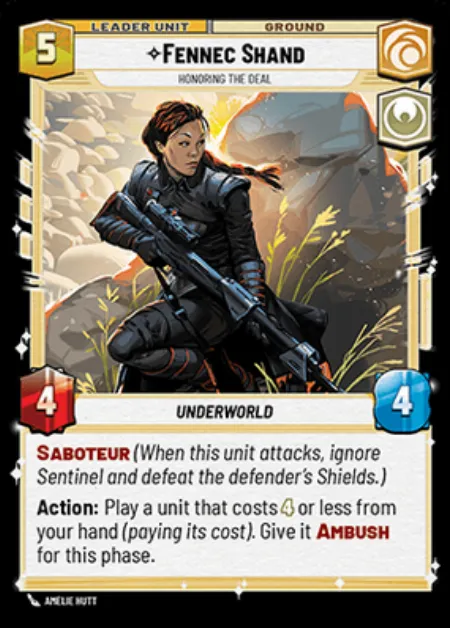 5
LEADER UNIT
GROUND
FENNEC SHAND
HONORING THE DEAL
4
UNDERWORLD
4
SABOTEUR (When this unit attacks, ignore
Sentinel and defeat the defender's Shields.)
Action: Play a unit that costs 4 or less from
your hand (paying its cost). Give it AMBUSH
for this phase.
AMELIE HUTT